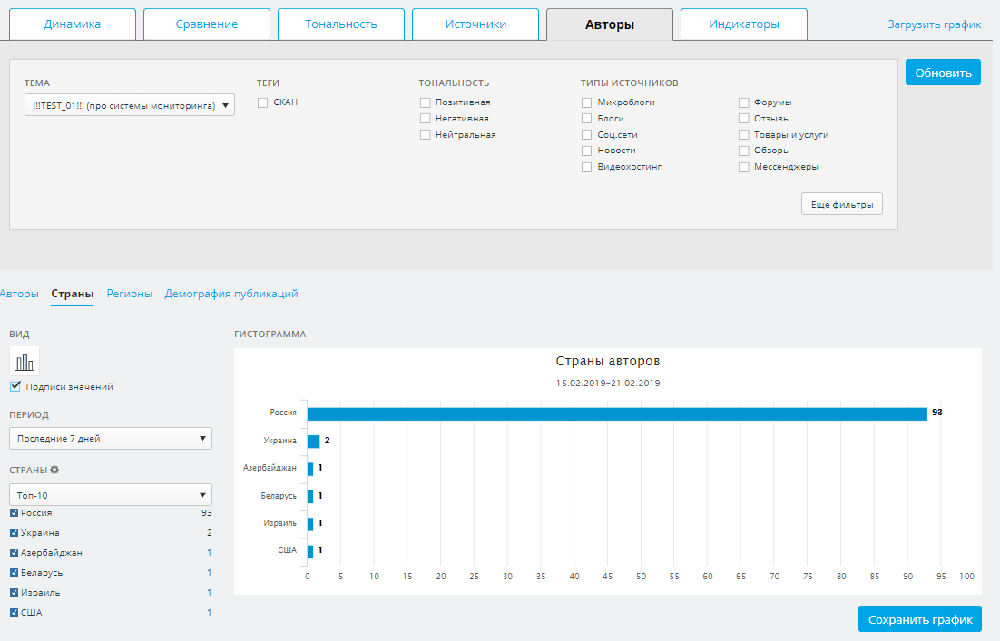 Динамика
Сравнение
Тональность
Источники
Авторы
Индикаторы
Загрузить график
Обновить
ТЕМА
!!!TEST_01!!! (про системы мониторинга)
ТЕГИ
СКАН
ТОНАЛЬНОСТЬ
Позитивная
Негативная
Нейтральная
ТИПЫ ИСТОЧНИКОВ
Микроблоги
Блоги
Соц.сети
Новости
Видеохостинг
Форумы
Отзывы
Товары и услуги
Обзоры
Мессенджеры
Еще фильтры
Авторы Страны Регионы Демография публикаций
ВИД
Подписи значений
ПЕРИОД
Последние 7 дней
СТРАНЫ
Топ-10
Россия 93
Украина 2
Азербайджан 1
Беларусь 1
Израиль 1
США 1
ГИСТОГРАММА
Страны авторов
15.02.2019-21.02.2019
Россия 93
Украина 2
Азербайджан 1
Беларусь 1
Израиль 1
США 1
0 5 10 15 20 25 30 35 40 45 50 55 60 65 70 75 80 85 90 95 100
Сохранить график